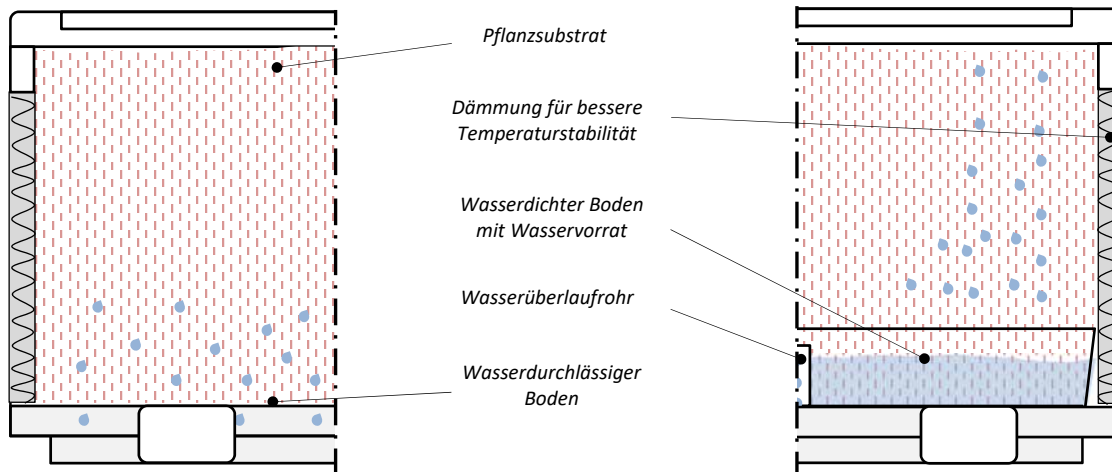 Pflanzsubstrat
Dämmung für bessere
Temperaturstabilität
Wasserdichter Boden
mit Wasservorrat
Wasserüberlaufrohr
Wasserdurchlässiger
Boden